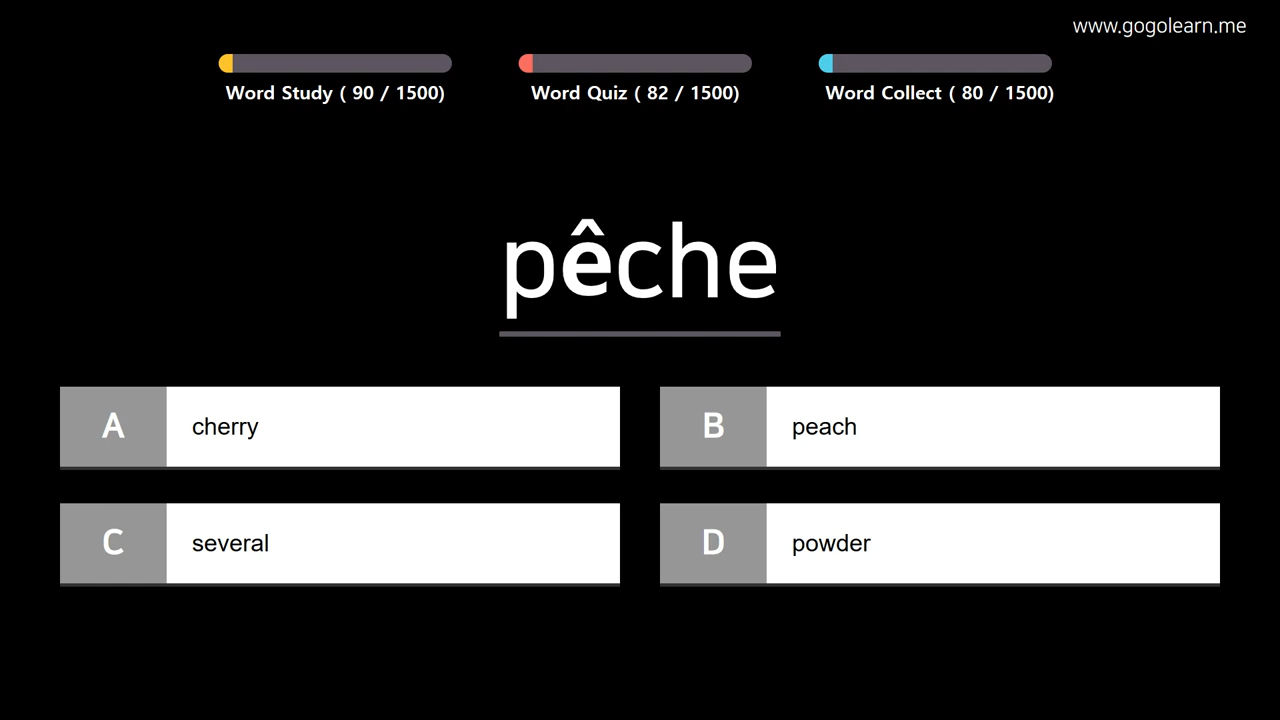 www.gogolearn.me
Word Study ( 90 / 1500)
Word Quiz ( 82 / 1500)
Word Collect ( 80 / 1500)
pêche
A
cherry
B
peach
C
several
D
powder